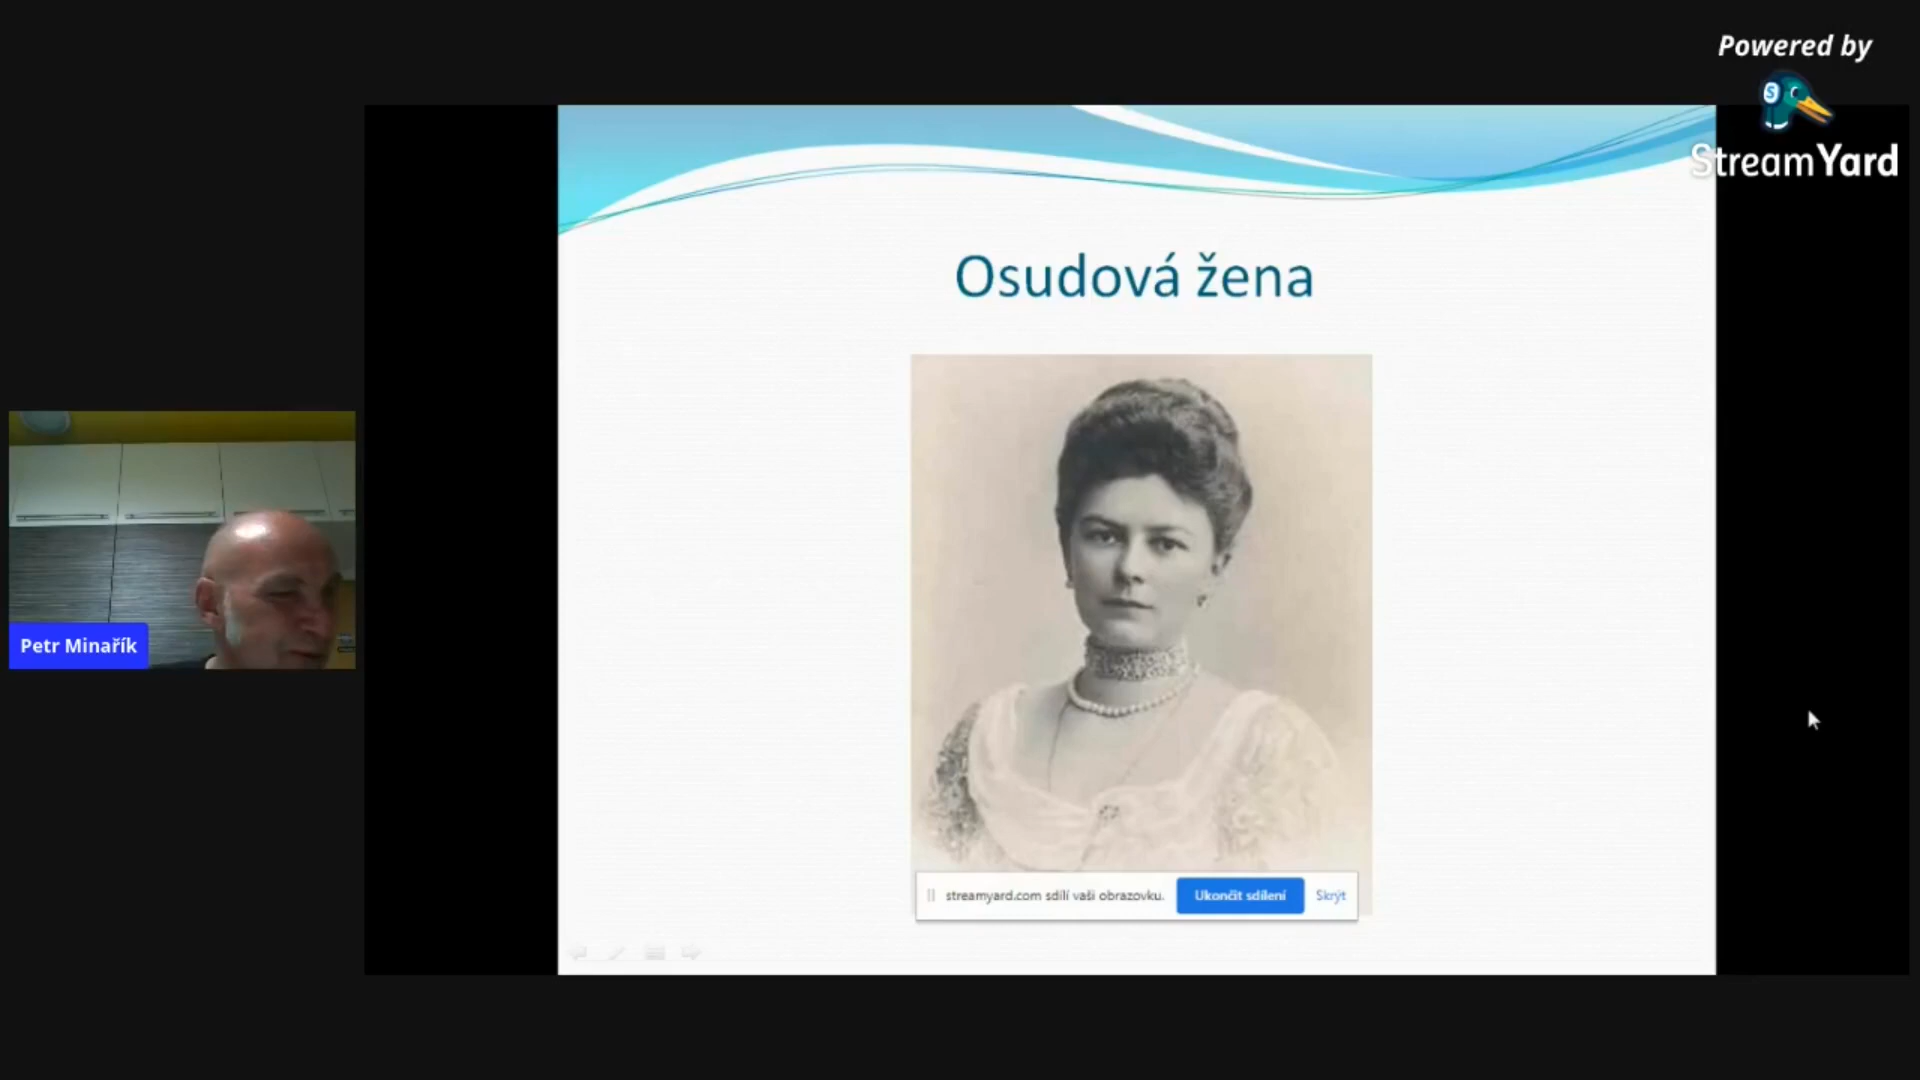 Powered by
StreamYard
Osudová žena
Petr Minařík
streamyard.com sdílí vaši obrazovku. Ukončit sdílení Skrýt